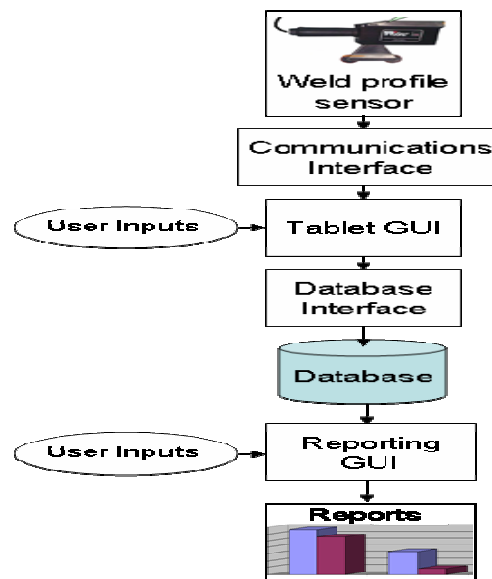 Weld profile
sensor
Communications
Interface
User Inputs
Tablet GUI
Database
Interface
Database
User Inputs
Reporting
GUI
Reports